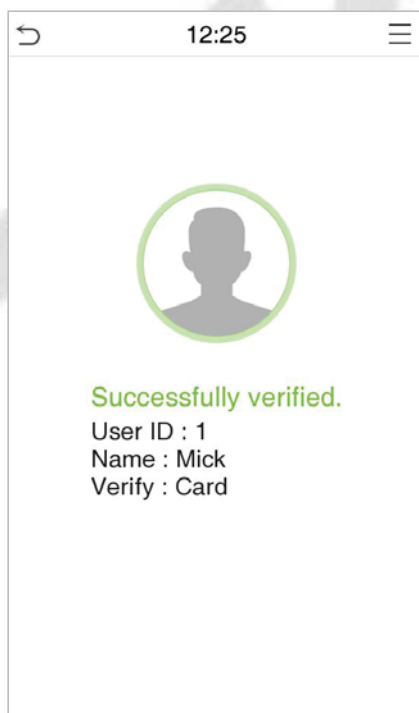 12:25
Successfully verified.
User ID : 1
Name : Mick
Verify : Card